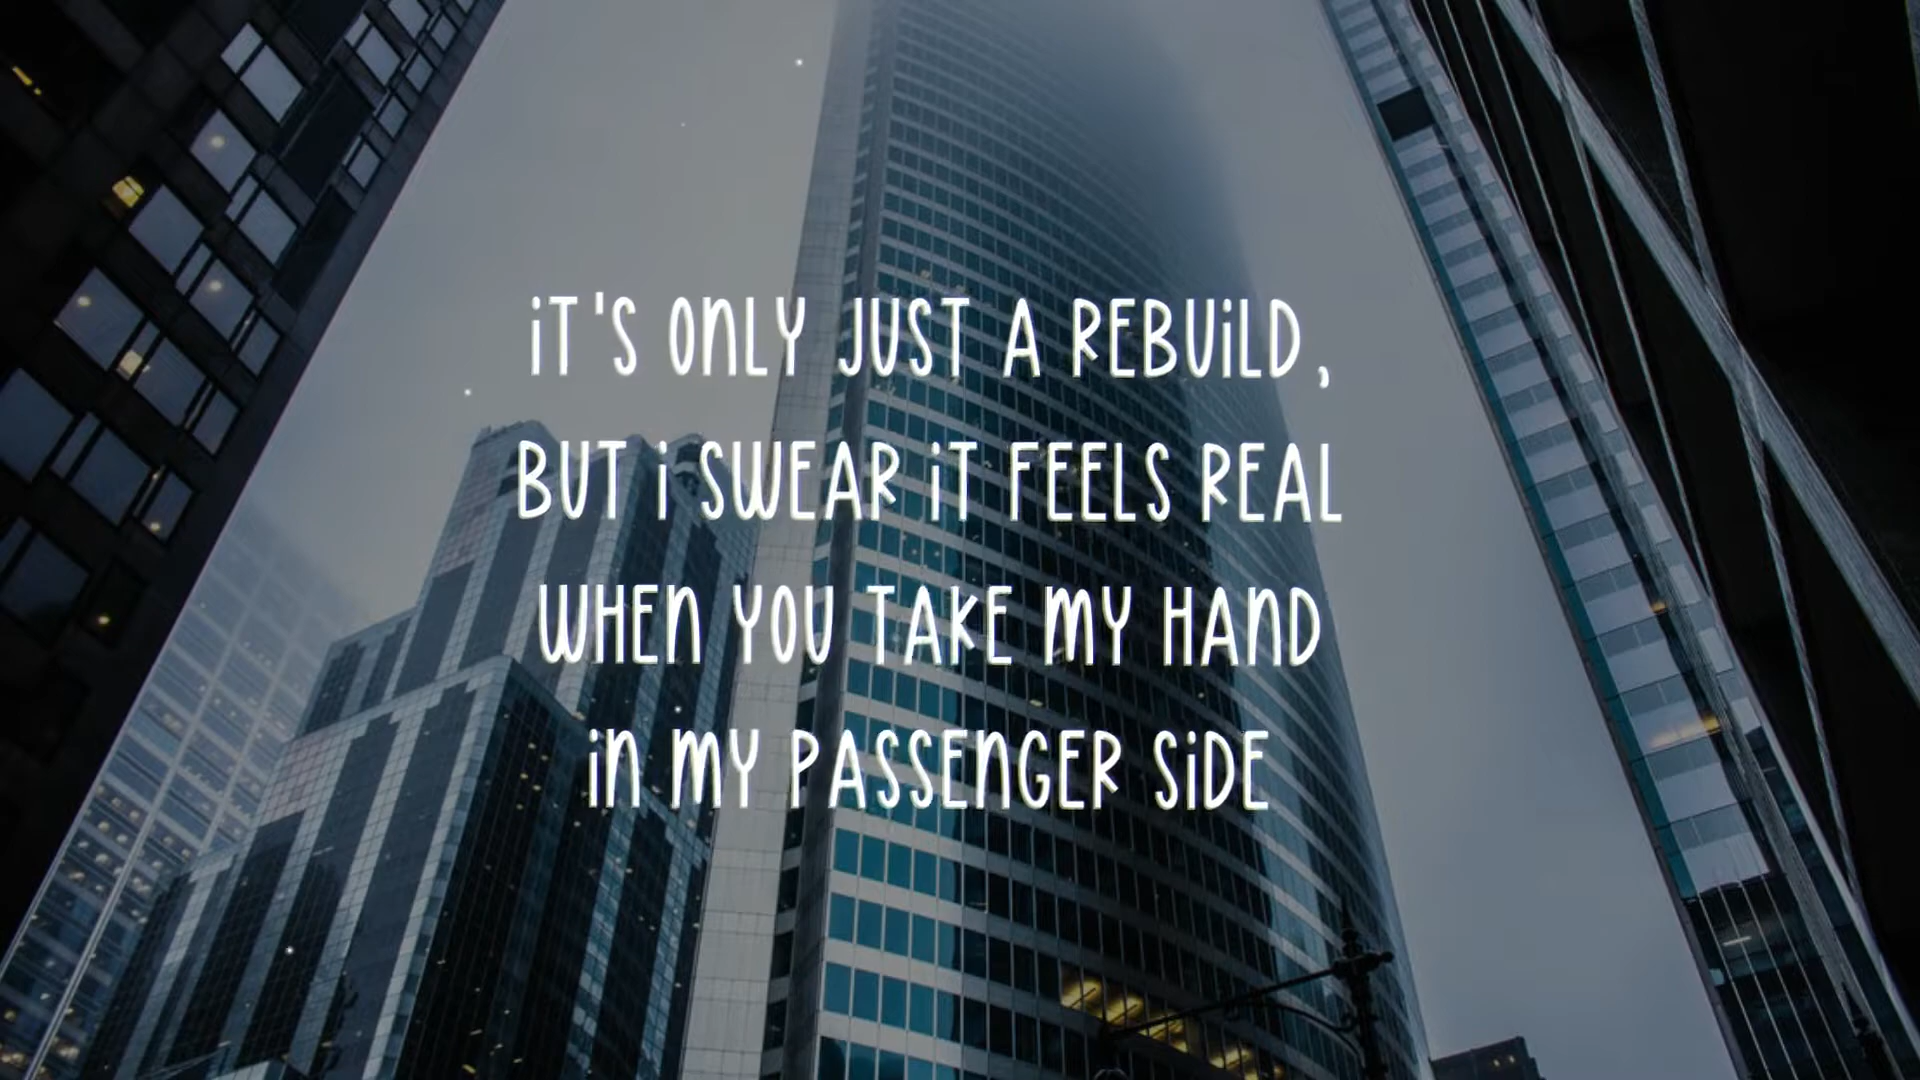 iT'S OnLY JUST A REBUiLD,
BUT i SWEAR iT FEELS REAL
WHEn YOU TAKE MY HAnD
in MY PASSEnGER SiDE